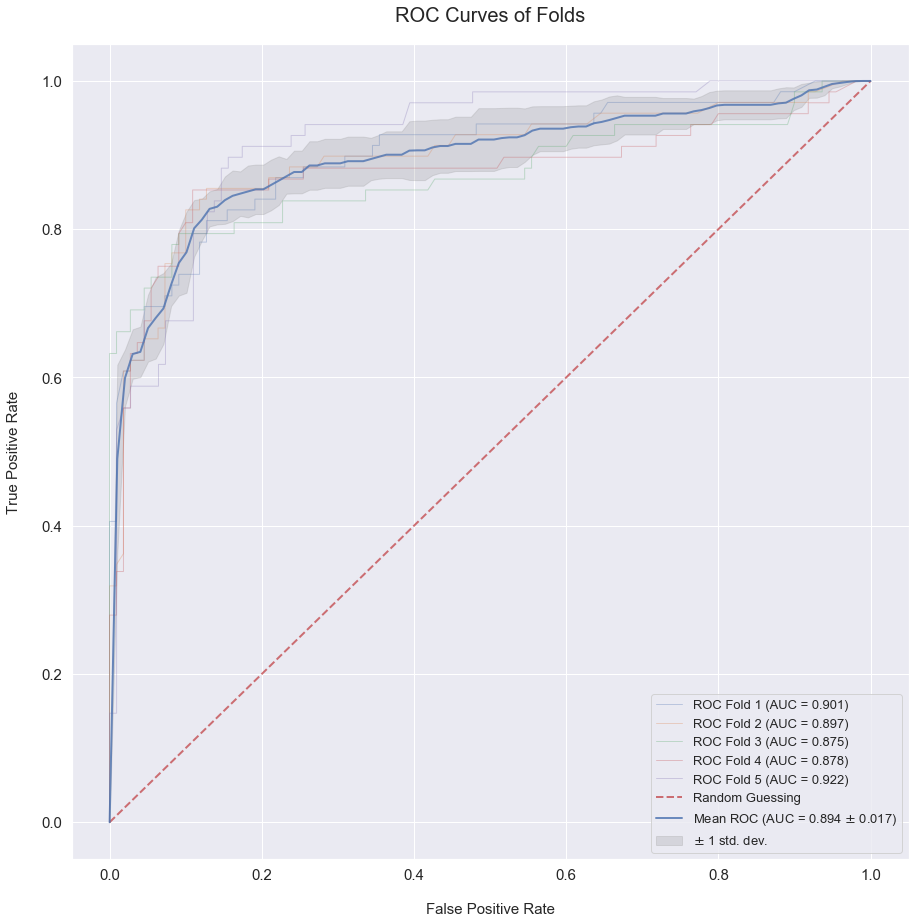 ROC Curves of Folds
1.0
0.8
0.6
0.4
0.2
0.0
True Positive Rate
0.0 0.2 0.4 0.6 0.8 1.0
False Positive Rate
ROC Fold 1 (AUC = 0.901)
ROC Fold 2 (AUC = 0.897)
ROC Fold 3 (AUC = 0.875)
ROC Fold 4 (AUC = 0.878)
ROC Fold 5 (AUC = 0.922)
Random Guessing
Mean ROC (AUC = 0.894 ± 0.017)
± 1 std. dev.